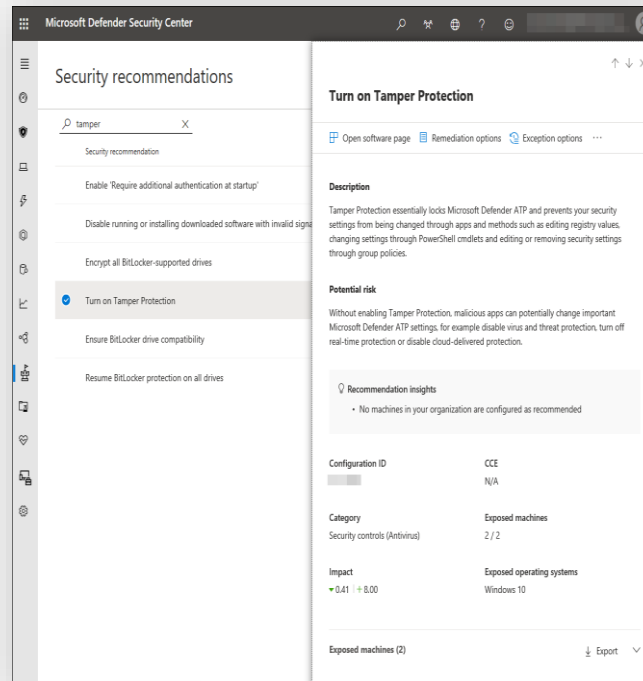 Microsoft Defender Security Center
?
Security recommendations
tamper
X
Security recommendation
Enable 'Require additional authentication at startup'
Disable running or installing downloaded software with invalid signa
Encrypt all BitLocker-supported drives
Turn on Tamper Protection
Ensure BitLocker drive compatibility
Resume BitLocker protection on all drives
Turn on Tamper Protection
Open software page Remediation options Exception options ...
Description
Tamper Protection essentially locks Microsoft Defender ATP and prevents your security
settings from being changed through apps and methods such as editing registry values,
changing settings through PowerShell cmdlets and editing or removing security settings
through group policies.
Potential risk
Without enabling Tamper Protection, malicious apps can potentially change important
Microsoft Defender ATP settings, for example disable virus and threat protection, turn off
real-time protection or disable cloud-delivered protection.
Recommendation insights
• No machines in your organization are configured as recommended
Configuration ID CCE
N/A
Category Exposed machines
Security controls (Antivirus) 2 / 2
Impact Exposed operating systems
▾0.41 | +8.00 Windows 10
Exposed machines (2) Export